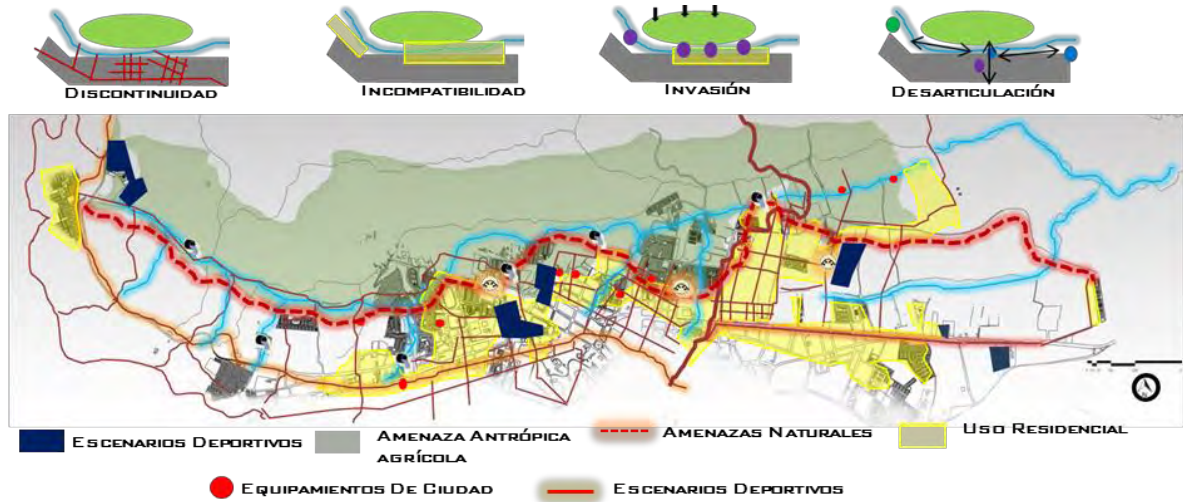 DISCONTINUIDAD
INCOMPATIBILIDAD
INVASIÓN
DESARTICULACIÓN
ESCENARIOS DEPORTIVOS
AMENAZA ANTRÓPICA
AGRÍCOLA
AMENAZAS NATURALES
USO RESIDENCIAL
EQUIPAMIENTOS DE CIUDAD
ESCENARIOS DEPORTIVOS